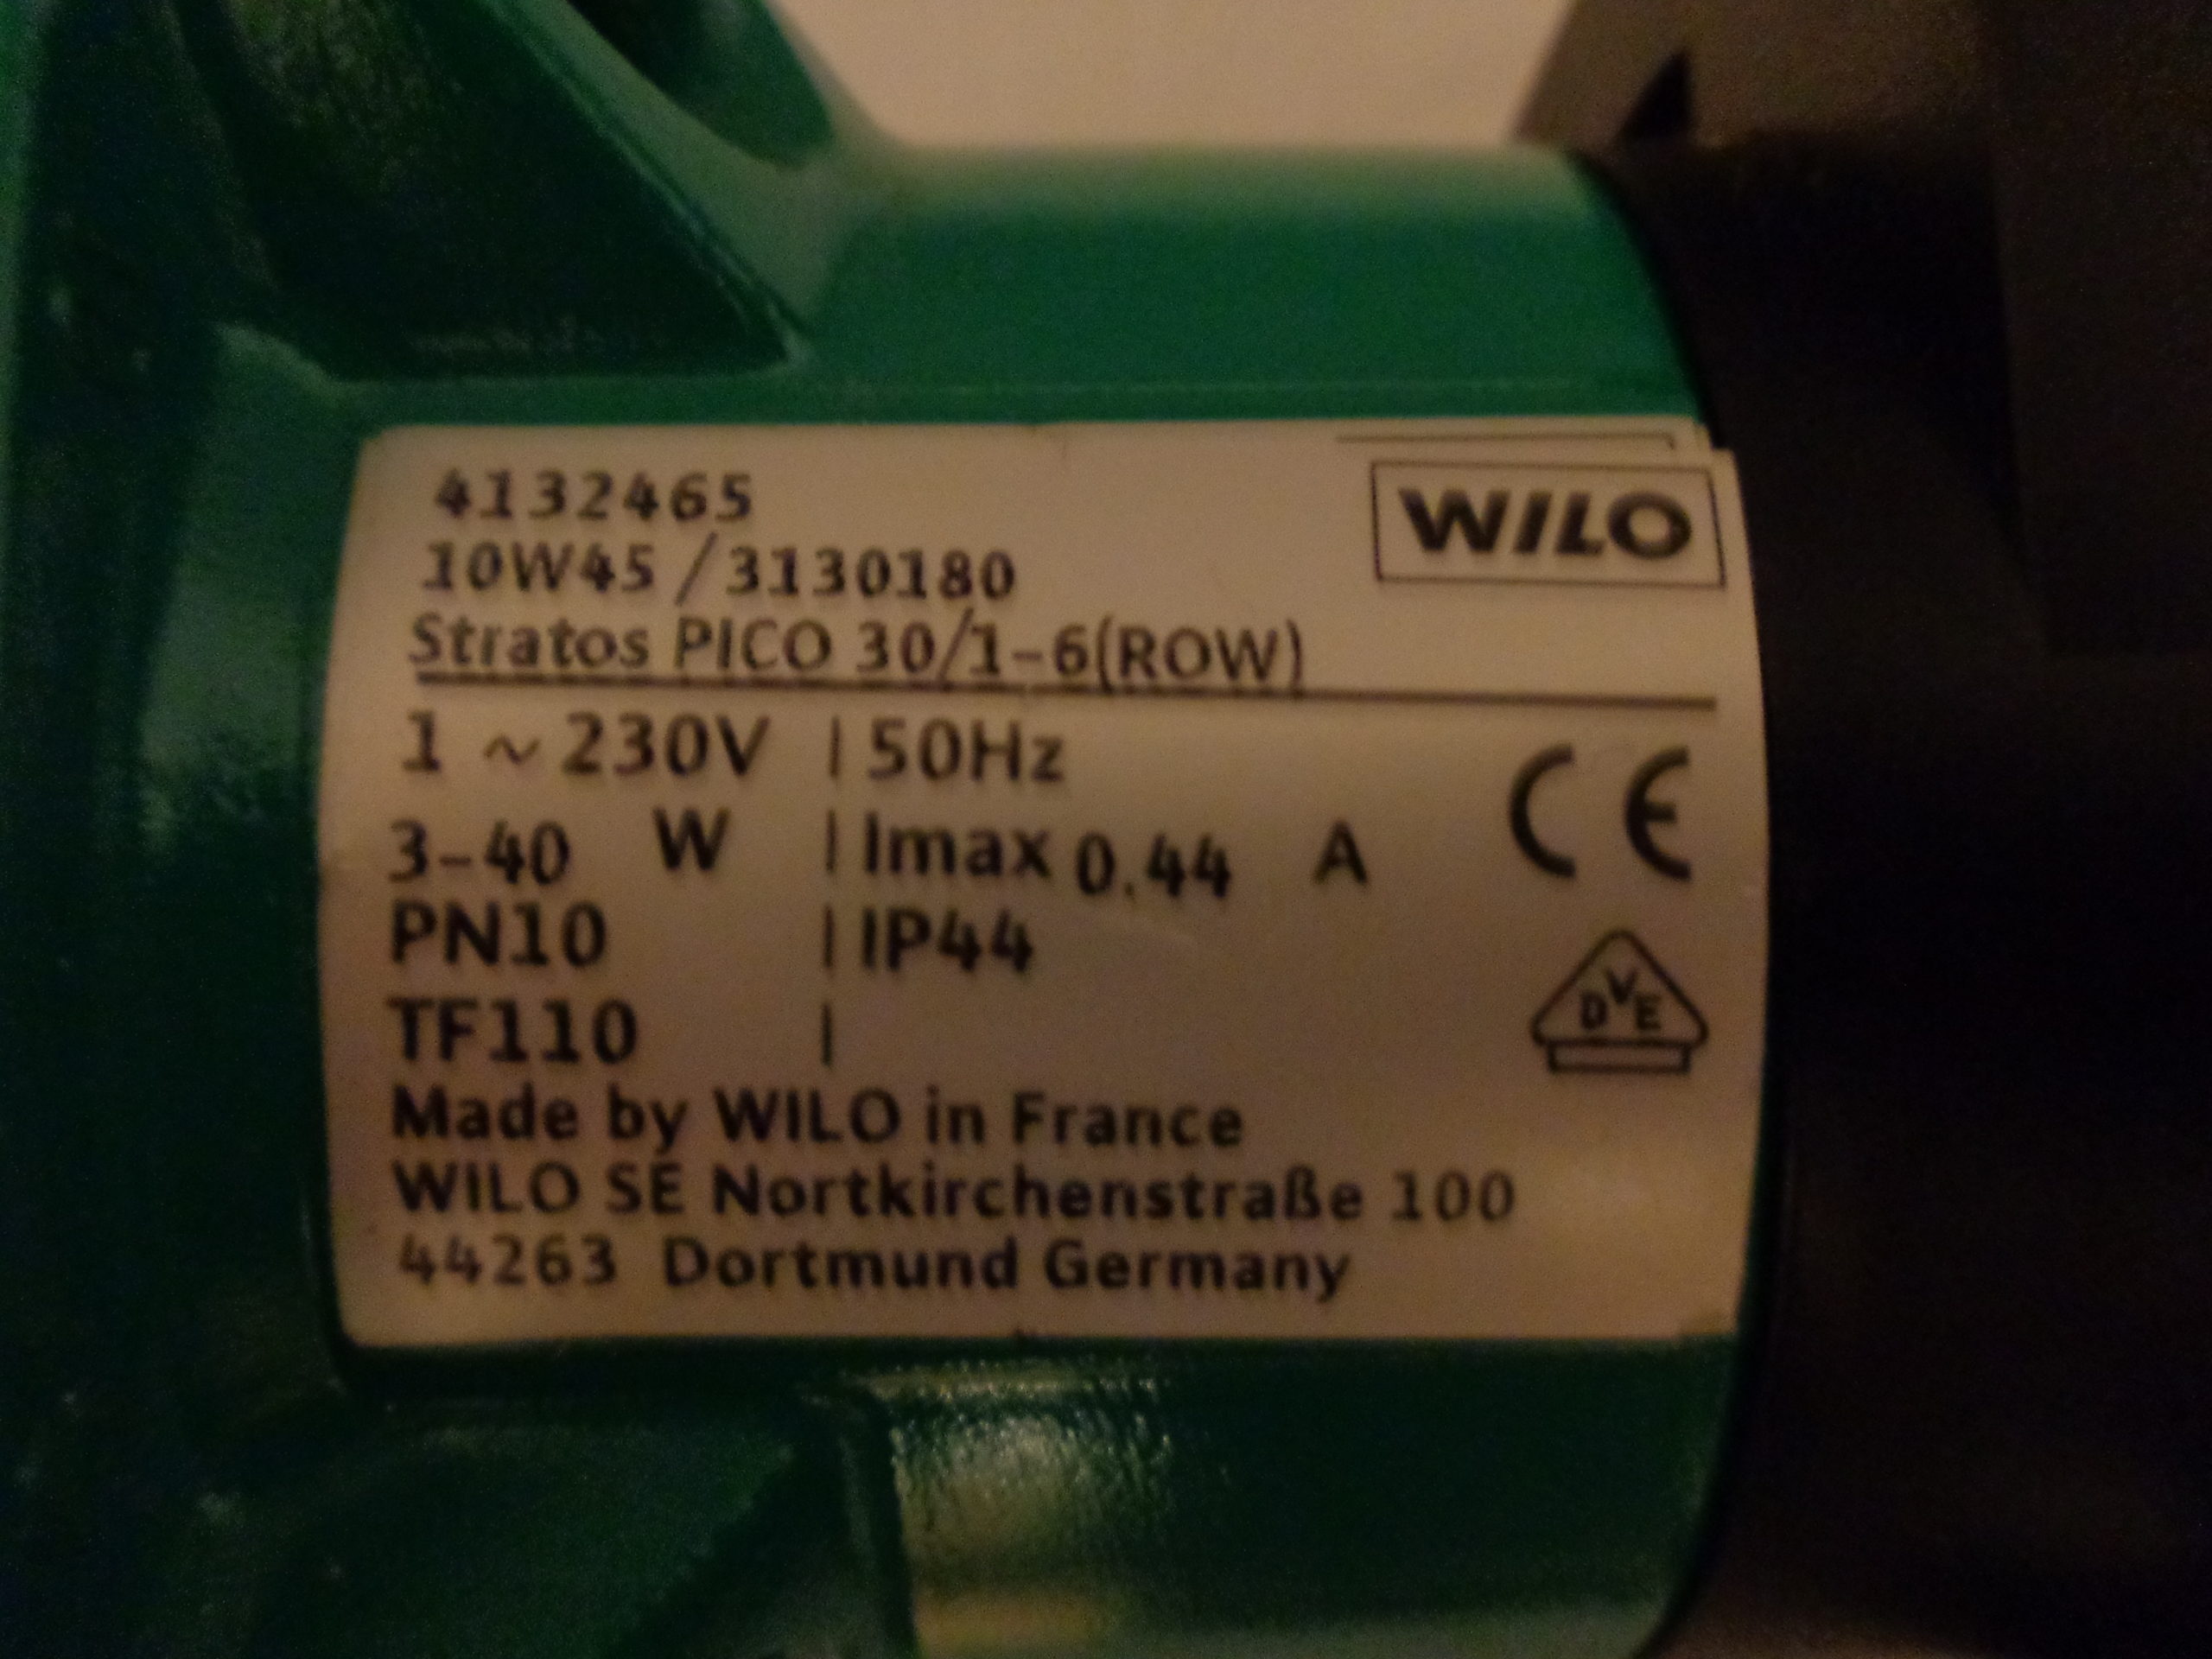 4132465
WILO
10W45 / 3130180
Stratos PICO 30/1-6(ROW)
1 ~ 230V | 50Hz
3-40 W | Imax 0.44 A
CE
PN10 | IP44
TF110 |
DVE
Made by WILO in France
WILO SE Nortkirchenstraße 100
44263 Dortmund Germany